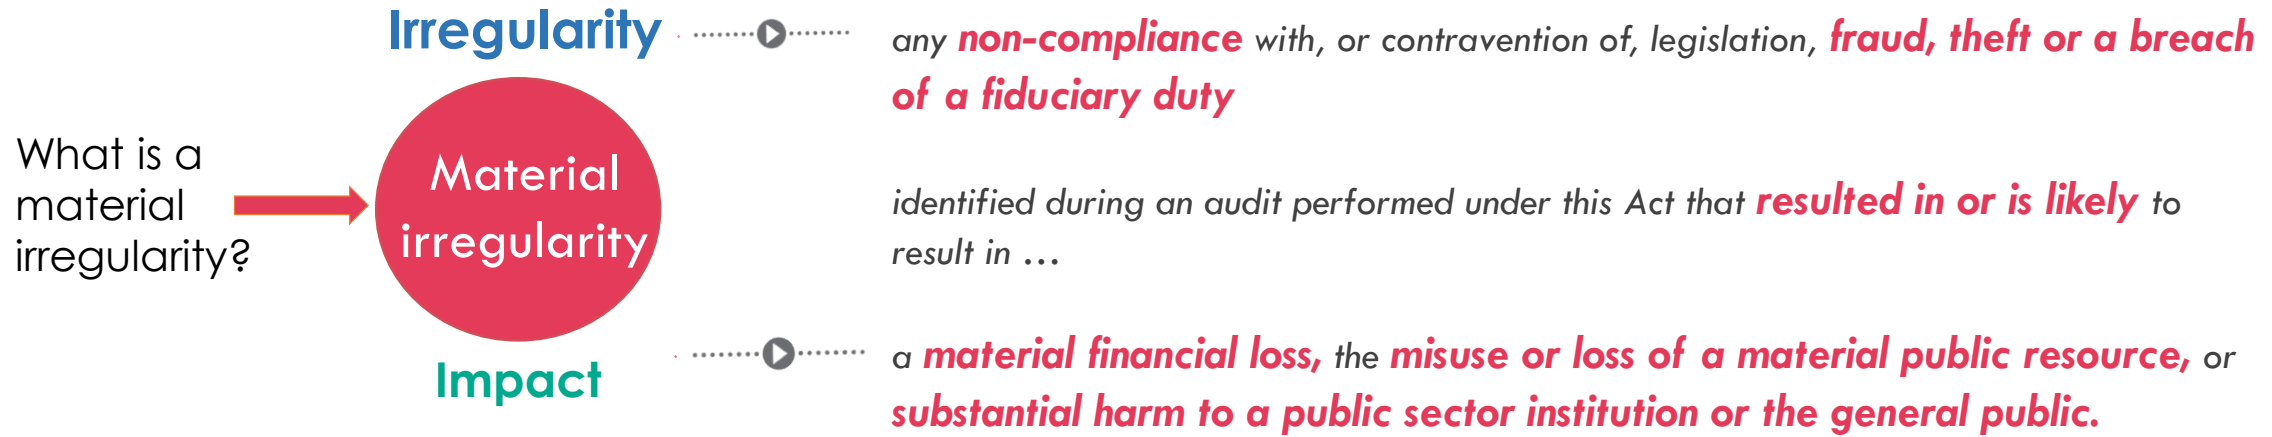 What is a
material
irregularity?
Irregularity
Material
irregularity
Impact
any non-compliance with, or contravention of, legislation, fraud, theft or a breach
of a fiduciary duty
identified during an audit performed under this Act that resulted in or is likely to
result in …
a material financial loss, the misuse or loss of a material public resource, or
substantial harm to a public sector institution or the general public.